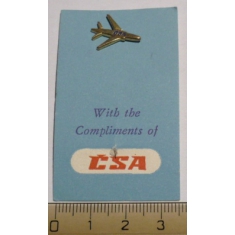 With the
Compliments of
CSA
0 1 2 3